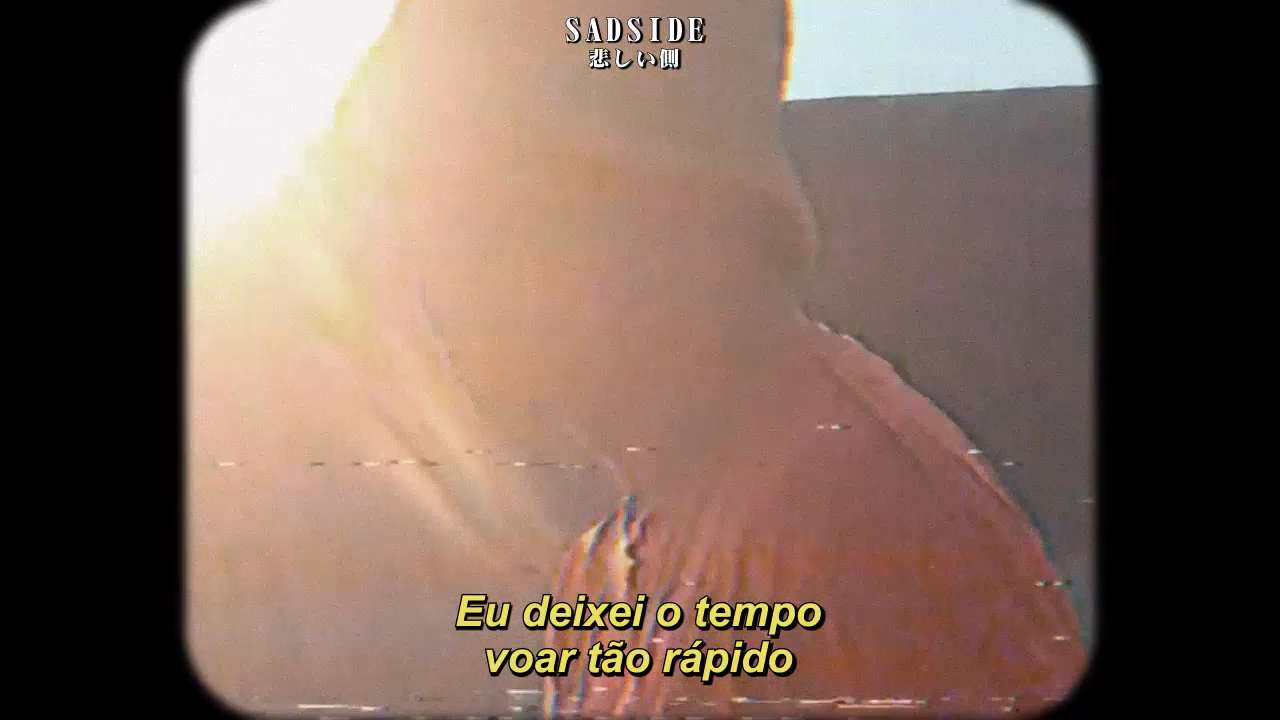 SADSIDE
悲しい側
Eu deixei o tempo
voar tão rápido